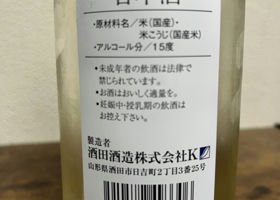 ・原材料名／米(国産)・
米こうじ(国産米)
・アルコール分／15度
・未成年者の飲酒は法律で
禁じられています。
・お酒はおいしく適量を。
・妊娠中・授乳期の飲酒は
お控え下さい。
製造者
酒田酒造株式会社K
山形県酒田市日吉町2丁目3番25号